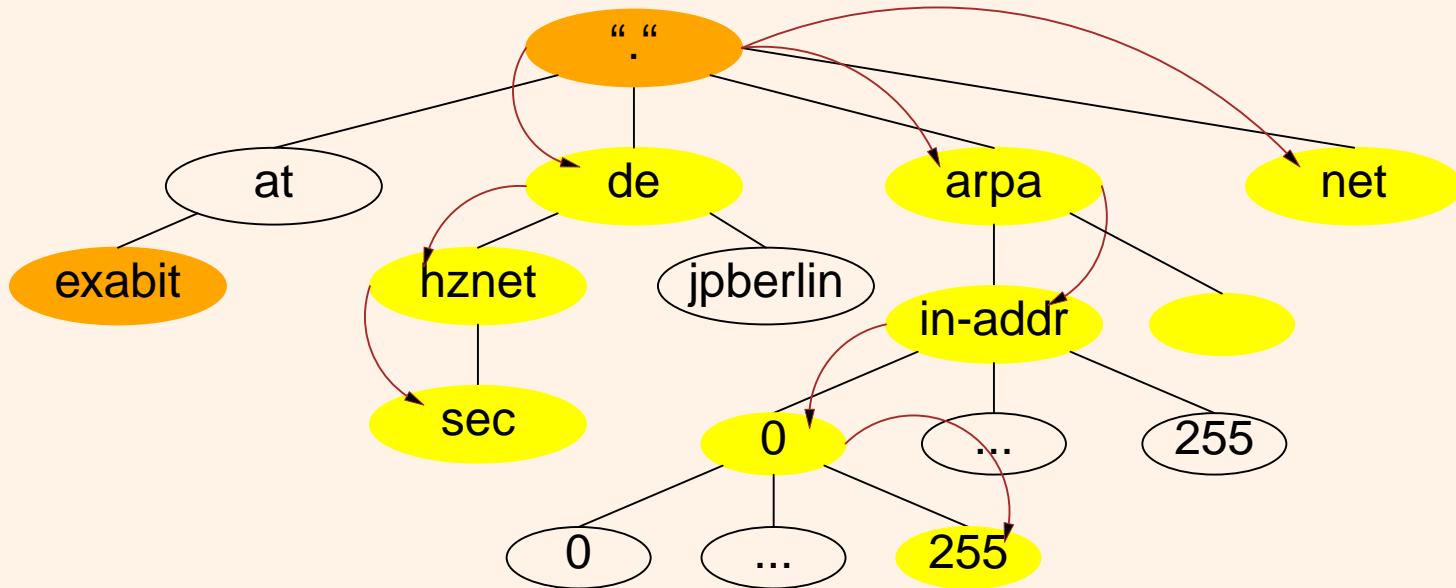 “.“
at
de
arpa
net
exabit
hznet
jpberlin
in-addr
sec
0
...
255
0
...
255